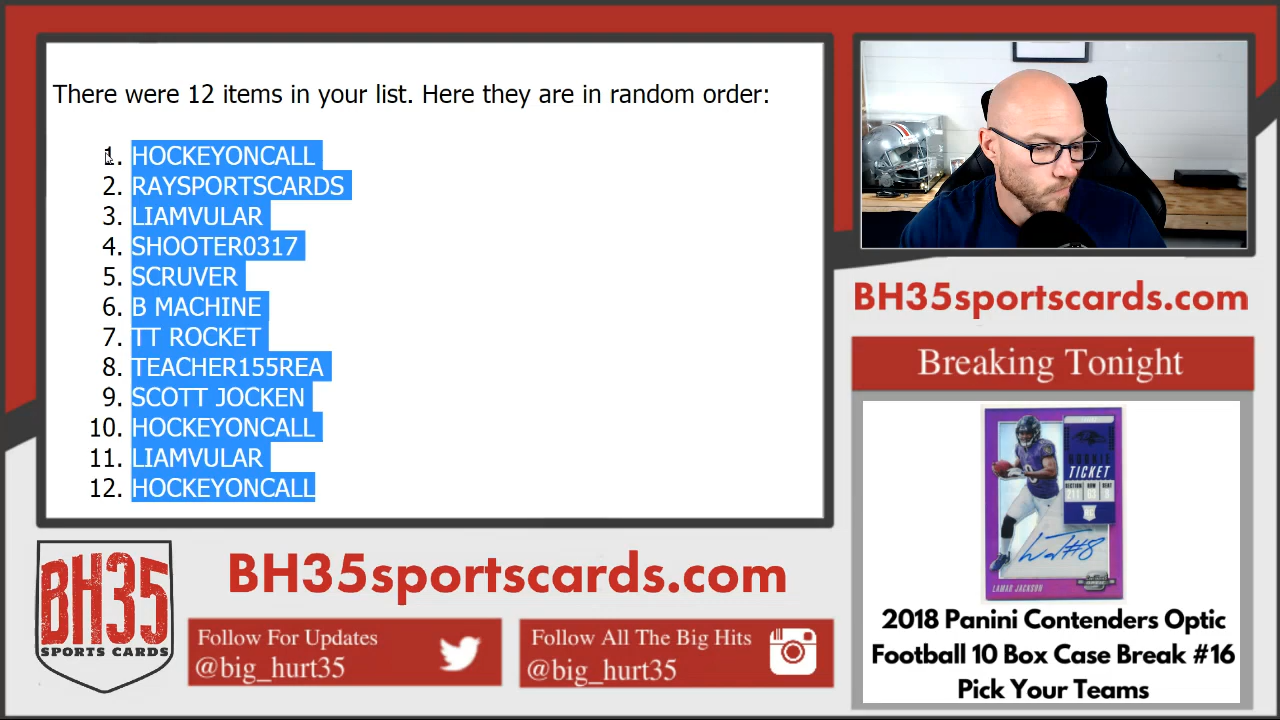 There were 12 items in your list. Here they are in random order:
1. HOCKEYONCALL
2. RAYSPORTSCARDS
3. LIAMVULAR
4. SHOOTER0317
5. SCRUVER
6. B MACHINE
7. TT ROCKET
8. TEACHER155REA
9. SCOTT JOCKEN
10. HOCKEYONCALL
11. LIAMVULAR
12. HOCKEYONCALL
BH35sportscards.com
Breaking Tonight
ROOKIE
TICKET
LAMAR JACKSON
2018 Panini Contenders Optic
Football 10 Box Case Break #16
Pick Your Teams
BH35
SPORTS CARDS
BH35sportscards.com
Follow For Updates
@big_hurt35
Follow All The Big Hits
@big_hurt35